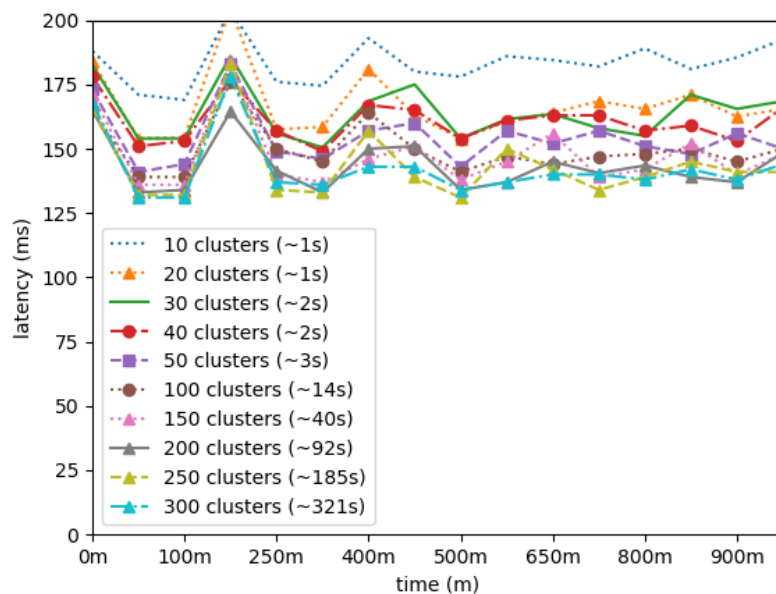 200
175
150
125
100
75
50
25
0
latency (ms)
10 clusters (~1s)
20 clusters (~1s)
30 clusters (~2s)
40 clusters (~2s)
50 clusters (~3s)
100 clusters (~14s)
150 clusters (~40s)
200 clusters (~92s)
250 clusters (~185s)
300 clusters (~321s)
0m 100m 250m 400m 500m 650m 800m 900m
time (m)